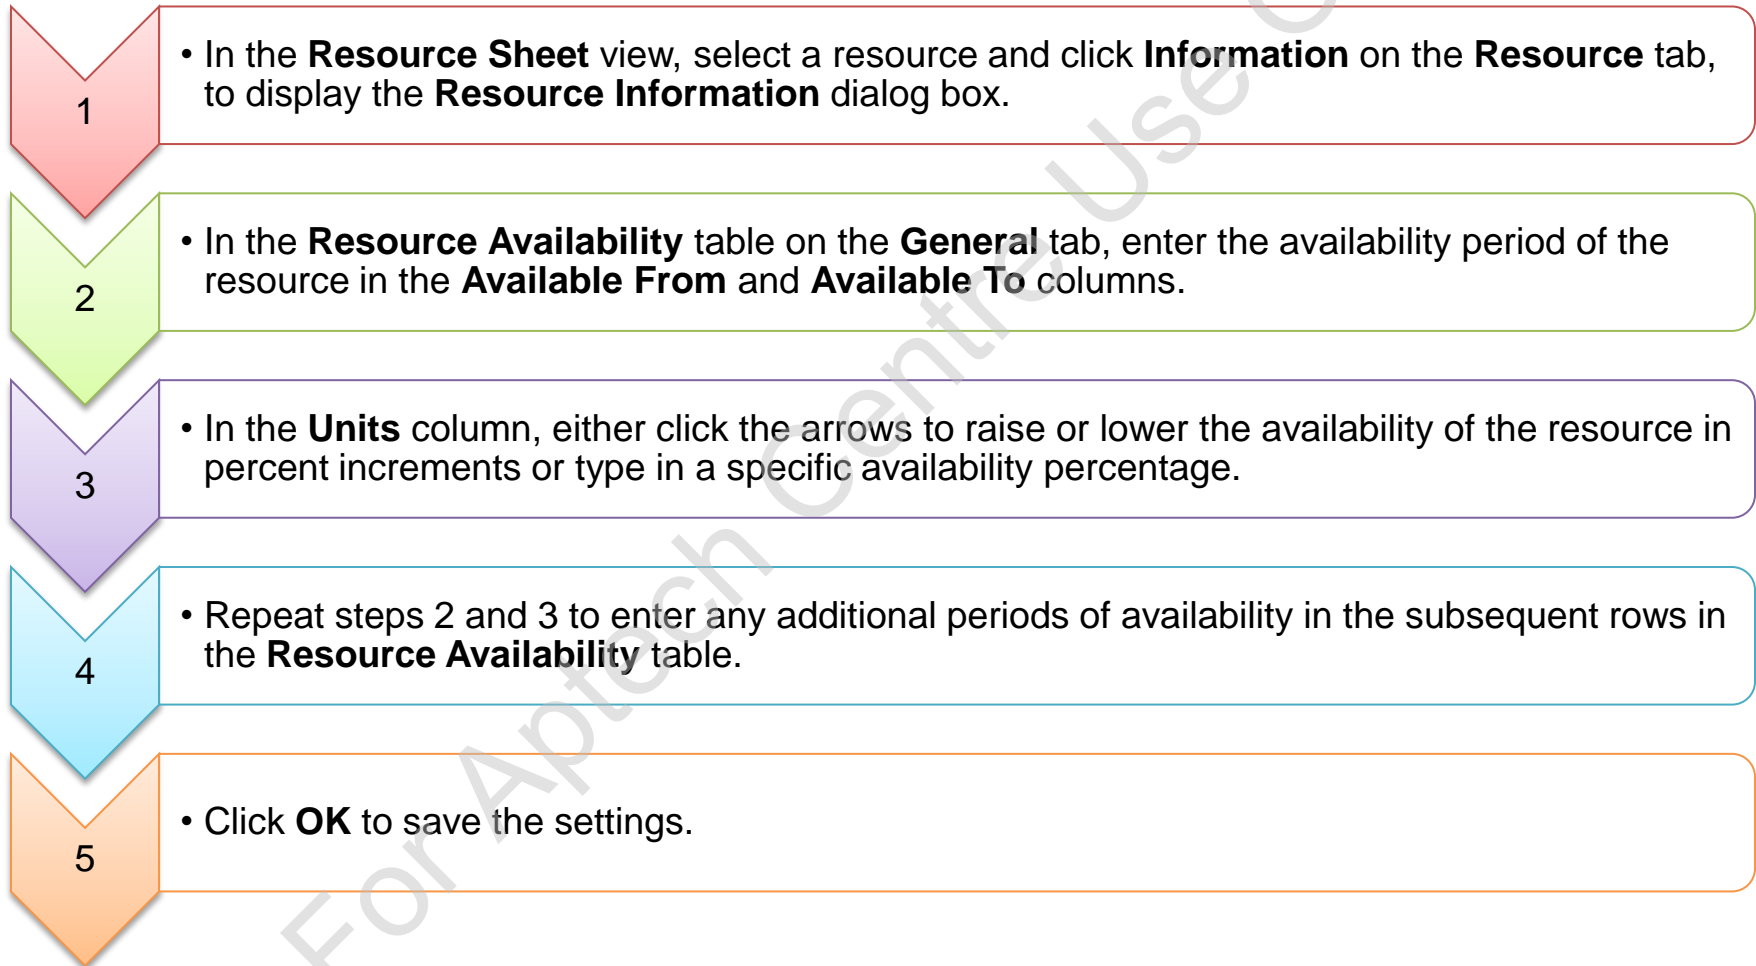 1
• In the Resource Sheet view, select a resource and click Information on the Resource tab,
to display the Resource Information dialog box.
2
• In the Resource Availability table on the General tab, enter the availability period of the
resource in the Available From and Available To columns.
3
• In the Units column, either click the arrows to raise or lower the availability of the resource in
percent increments or type in a specific availability percentage.
4
• Repeat steps 2 and 3 to enter any additional periods of availability in the subsequent rows in
the Resource Availability table.
5
• Click OK to save the settings.
For Aptech Centre Use